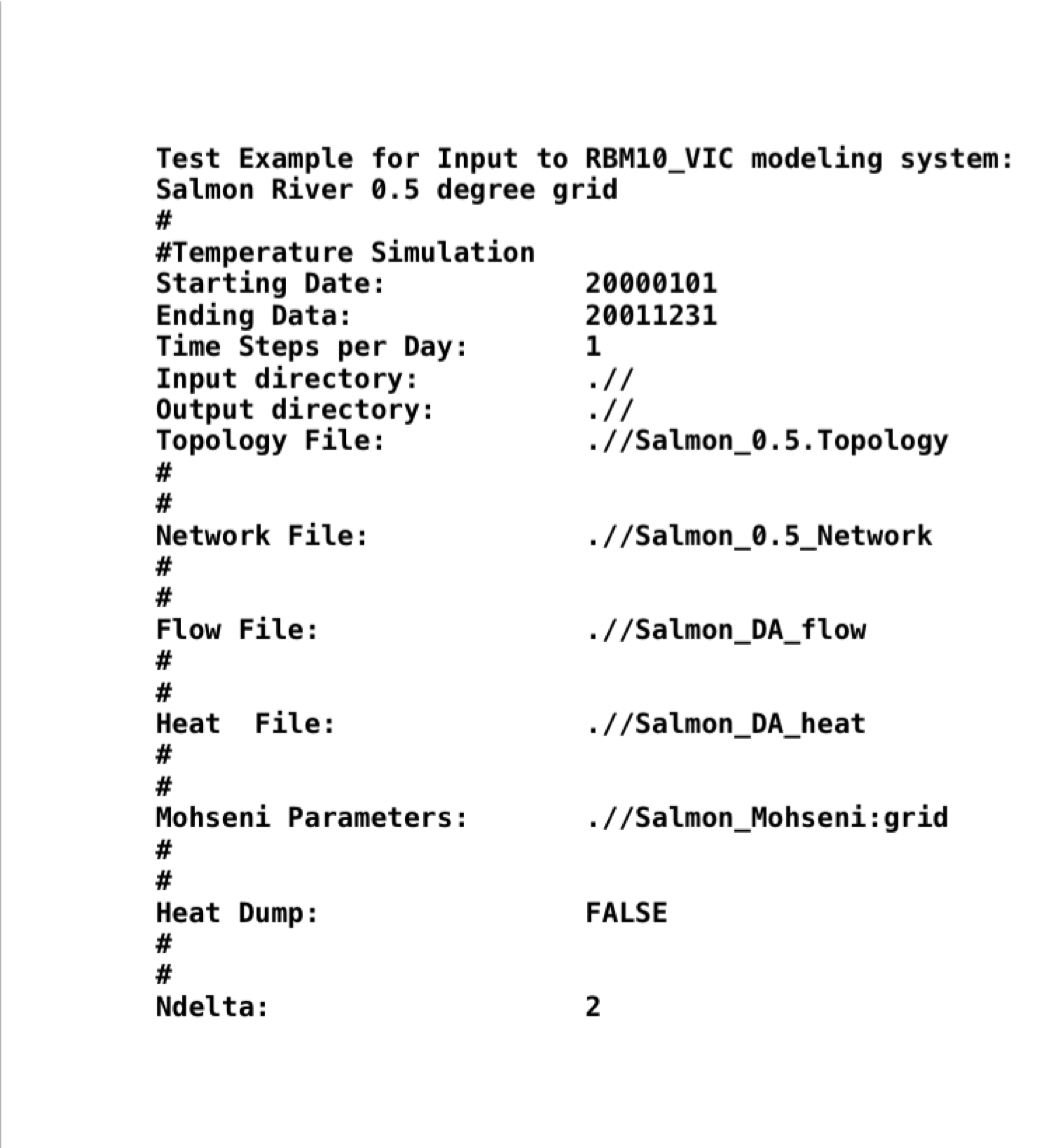 Test Example for Input to RBM10_VIC modeling system:
Salmon River 0.5 degree grid
#
#Temperature Simulation
Starting Date:            20000101
Ending Data:              20011231
Time Steps per Day:       1
Input directory:          .//
Output directory:         .//
Topology File:            .//Salmon_0.5.Topology
#
#
Network File:             .//Salmon_0.5_Network
#
#
Flow File:                .//Salmon_DA_flow
#
#
Heat  File:               .//Salmon_DA_heat
#
#
Mohseni Parameters:       .//Salmon_Mohseni:grid
#
#
Heat Dump:                FALSE
#
#
Ndelta:                   2